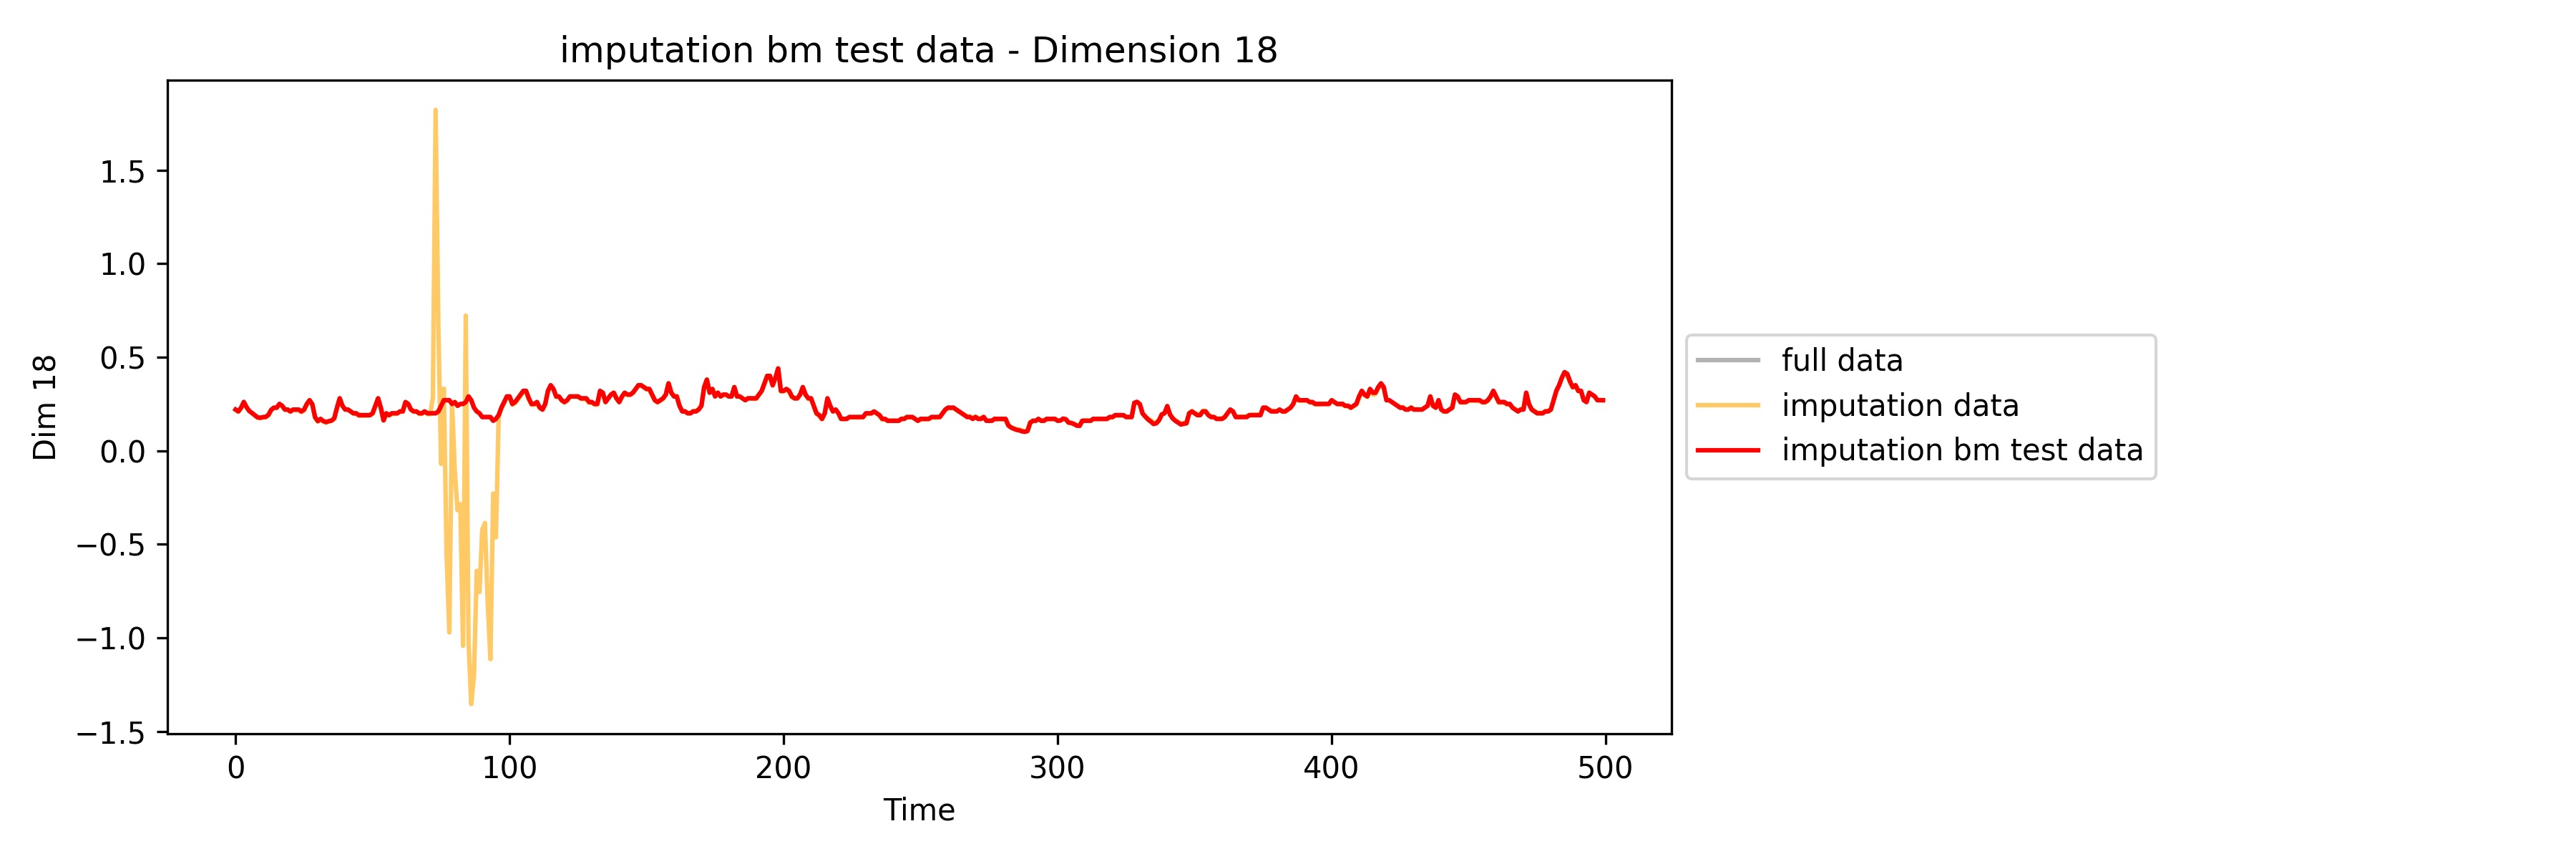 imputation bm test data - Dimension 18
1.5
1.0
0.5
0.0
−0.5
−1.0
−1.5
Dim 18
0 100 200 300 400 500
Time
full data
imputation data
imputation bm test data